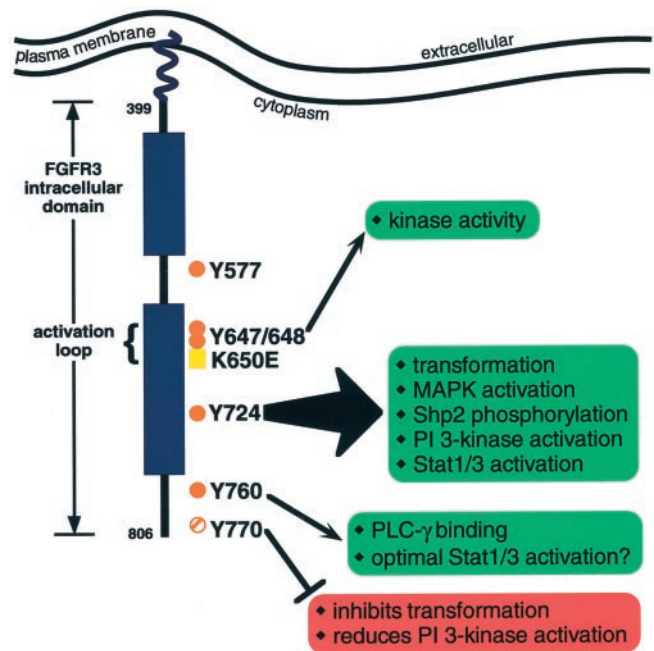 plasma membrane
extracellular
cytoplasm
399
FGFR3
intracellular
domain
◆ kinase activity
Y577
activation
loop
{
Y647/648
K650E
◆ transformation
◆ MAPK activation
◆ Shp2 phosphorylation
◆ PI 3-kinase activation
◆ Stat1/3 activation
Y724
Y760
◆ PLC-γ binding
◆ optimal Stat1/3 activation?
806
Y770
◆ inhibits transformation
◆ reduces PI 3-kinase activation